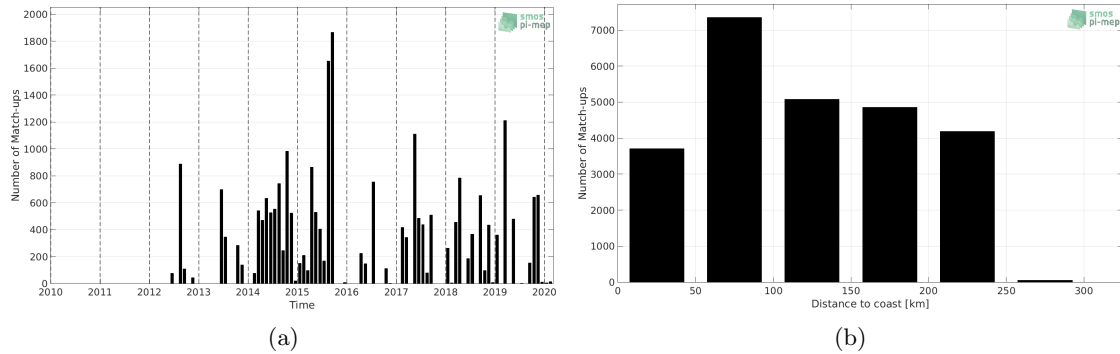 2000
1800
1600
1400
1200
1000
800
600
400
200
0
Number of Match-ups
2010 2011 2012 2013 2014 2015 2016 2017 2018 2019 2020
Time
smos
pi-mep
(a)
7000
6000
5000
4000
3000
2000
1000
0
Number of Match-ups
0 50 100 150 200 250 300
Distance to coast [km]
smos
pi-mep
(b)